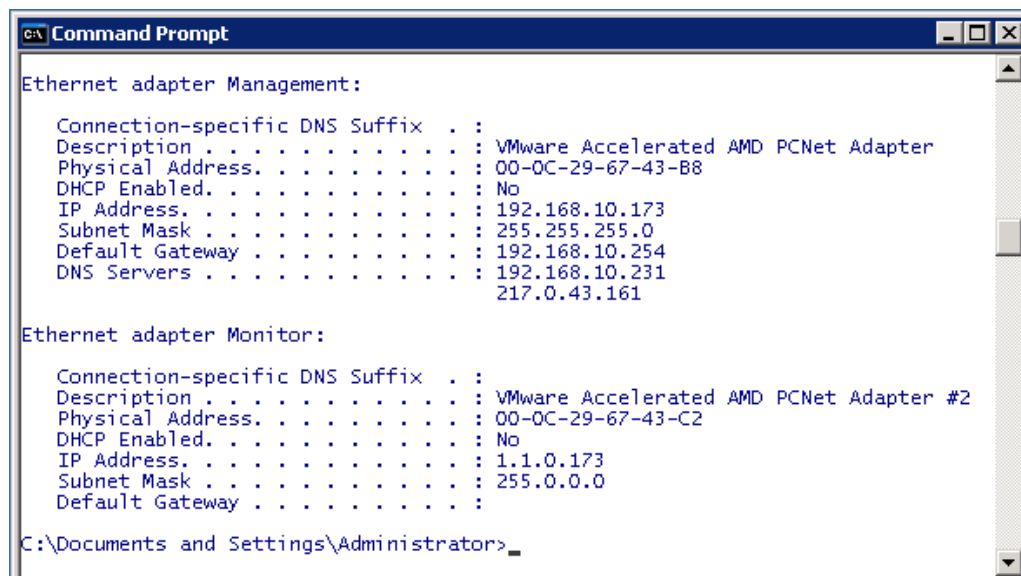 Command Prompt
Ethernet adapter Management:
Connection-specific DNS Suffix  . :
Description . . . . . . . . . . . : VMware Accelerated AMD PCNet Adapter
Physical Address. . . . . . . . . : 00-0C-29-67-43-B8
DHCP Enabled. . . . . . . . . . . : No
IP Address. . . . . . . . . . . . : 192.168.10.173
Subnet Mask . . . . . . . . . . . : 255.255.255.0
Default Gateway . . . . . . . . . : 192.168.10.254
DNS Servers . . . . . . . . . . . : 192.168.10.231
217.0.43.161
Ethernet adapter Monitor:
Connection-specific DNS Suffix  . :
Description . . . . . . . . . . . : VMware Accelerated AMD PCNet Adapter #2
Physical Address. . . . . . . . . : 00-0C-29-67-43-C2
DHCP Enabled. . . . . . . . . . . : No
IP Address. . . . . . . . . . . . : 1.1.0.173
Subnet Mask . . . . . . . . . . . : 255.0.0.0
Default Gateway . . . . . . . . . :
C:\Documents and Settings\Administrator>_